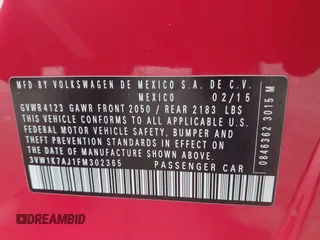 MFD BY VOLKSWAGEN DE MEXICO S.A. DE C.V.
MEXICO 02/15
GVWR 4123 GAWR FRONT 2050 / REAR 2183 LBS
THIS VEHICLE CONFORMS TO ALL APPLICABLE U.S.
FEDERAL MOTOR VEHICLE SAFETY, BUMPER AND
THEFT PREVENTION STANDARDS IN EFFECT ON THE
DATE OF MANUFACTURE SHOWN ABOVE
3VW1K7AJ1FM302365
PASSENGER CAR
0846362 3015 M
DREAMBID